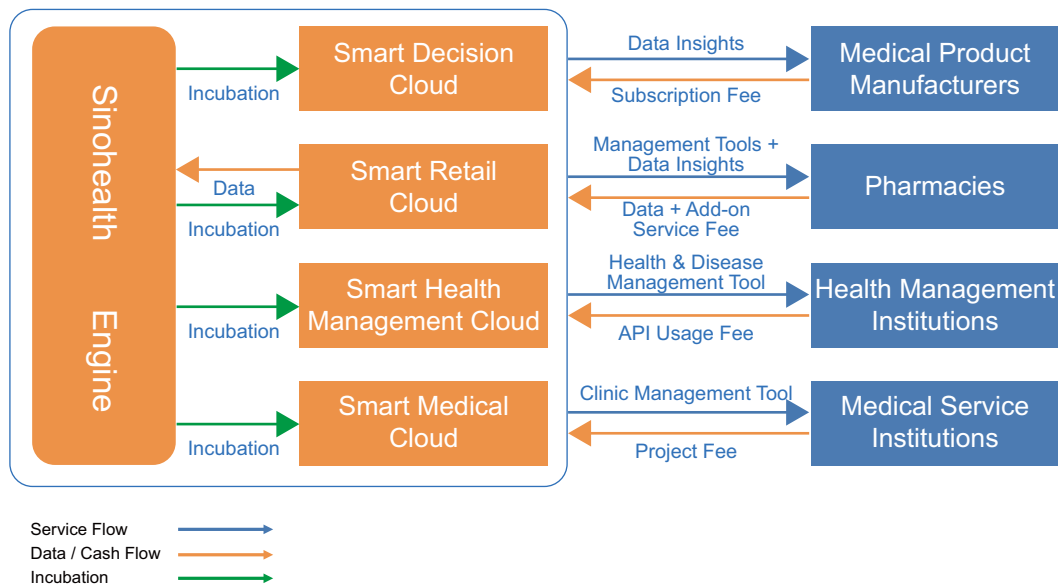 Sinohealth Engine
Smart Decision
Cloud
Incubation
Data Insights
Subscription Fee
Medical Product
Manufacturers
Smart Retail
Cloud
Data
Incubation
Management Tools +
Data Insights
Data + Add-on
Service Fee
Pharmacies
Smart Health
Management Cloud
Incubation
Health & Disease
Management Tool
API Usage Fee
Health Management
Institutions
Smart Medical
Cloud
Incubation
Clinic Management Tool
Project Fee
Medical Service
Institutions
Service Flow
Data / Cash Flow
Incubation